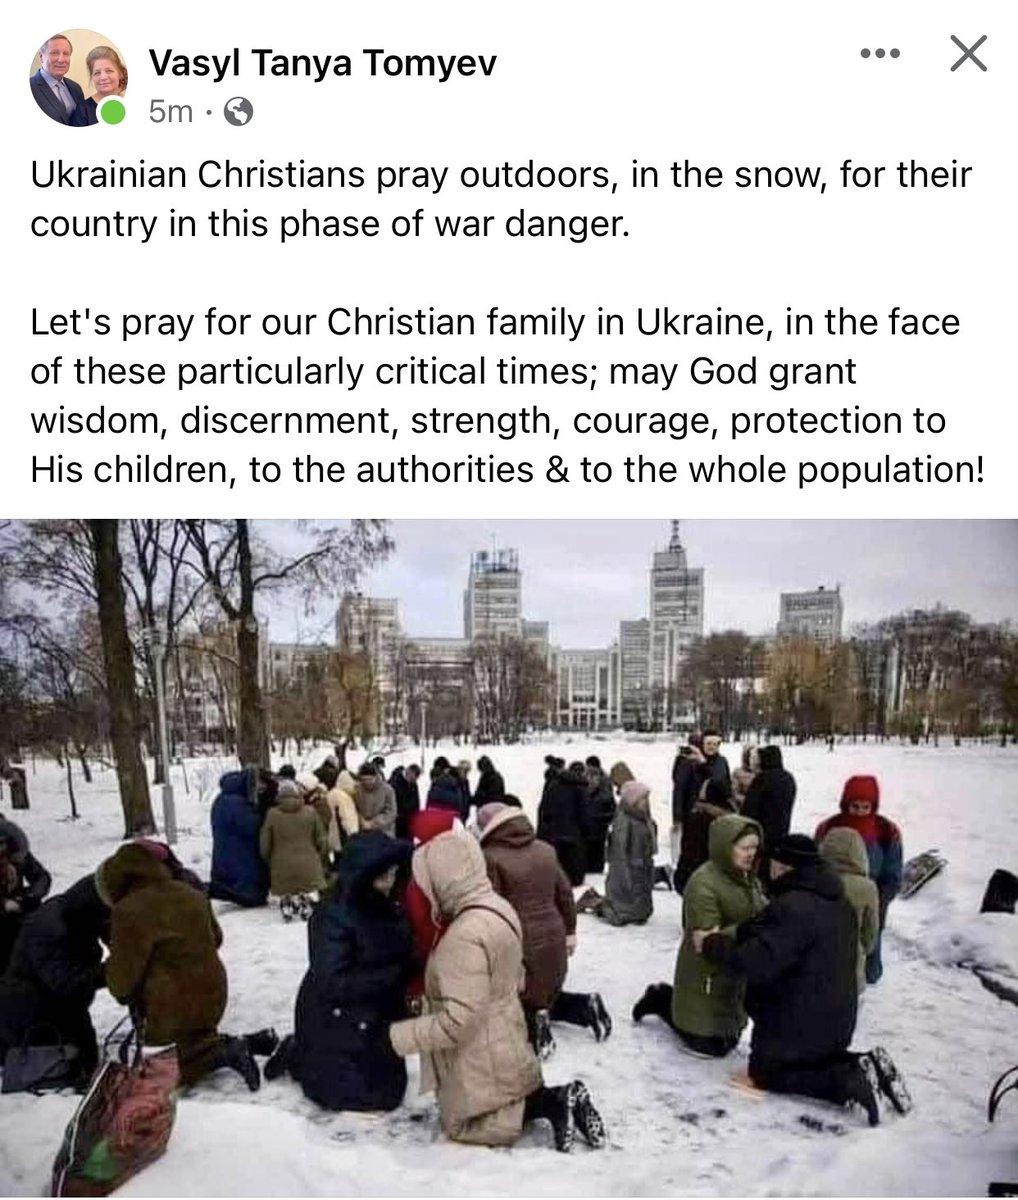 Vasyl Tanya Tomyev
5m ·
Ukrainian Christians pray outdoors, in the snow, for their
country in this phase of war danger.
Let's pray for our Christian family in Ukraine, in the face
of these particularly critical times; may God grant
wisdom, discernment, strength, courage, protection to
His children, to the authorities & to the whole population!